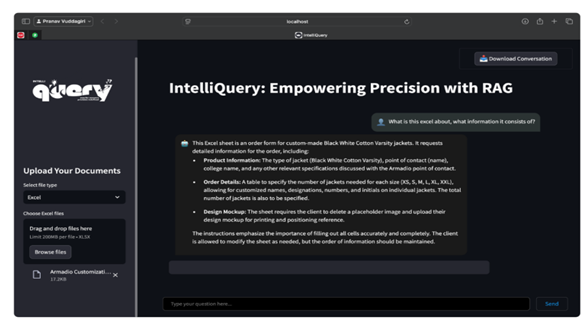 Pranav Vuddagiri
localhost
IntelliQuery
Download Conversation
query
IntelliQuery: Empowering Precision with RAG
What is this excel about, what information it consists of?
This Excel sheet is an order form for custom-made Black White Cotton Varsity jackets. It requests
detailed information for the order, including:
• Product Information: The type of jacket (Black White Cotton Varsity), point of contact (name),
college name, and any other relevant specifications discussed with the Armadio point of contact.
• Order Details: A table to specify the number of jackets needed for each size (XS, S, M, L, XL, XXL),
allowing for customized names, designations, numbers, and initials on individual jackets. The total
number of jackets is also to be specified.
• Design Mockup: The sheet requires the client to delete a placeholder image and upload their
design mockup for printing and positioning reference.
The instructions emphasize the importance of filling out all cells accurately and completely. The client
is allowed to modify the sheet as needed, but the order of information should be maintained.
Upload Your Documents
Select file type
Excel
Choose Excel files
Drag and drop files here
Limit 200MB per file • XLSX
Browse files
Armadio Customizati...
17.2KB
Type your question here...
Send